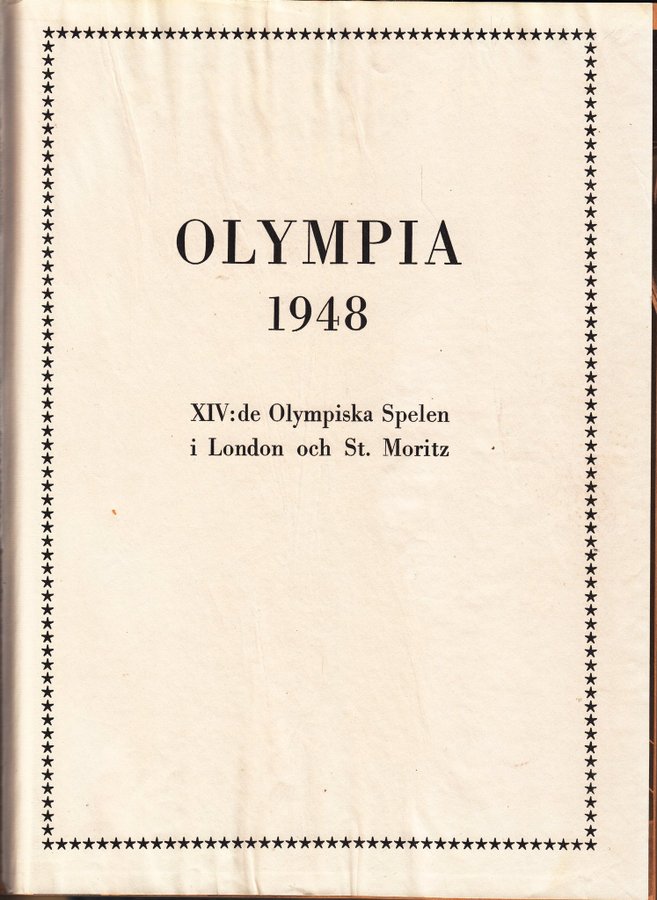 OLYMPIA
1948
XIV:de Olympiska Spelen
i London och St. Moritz